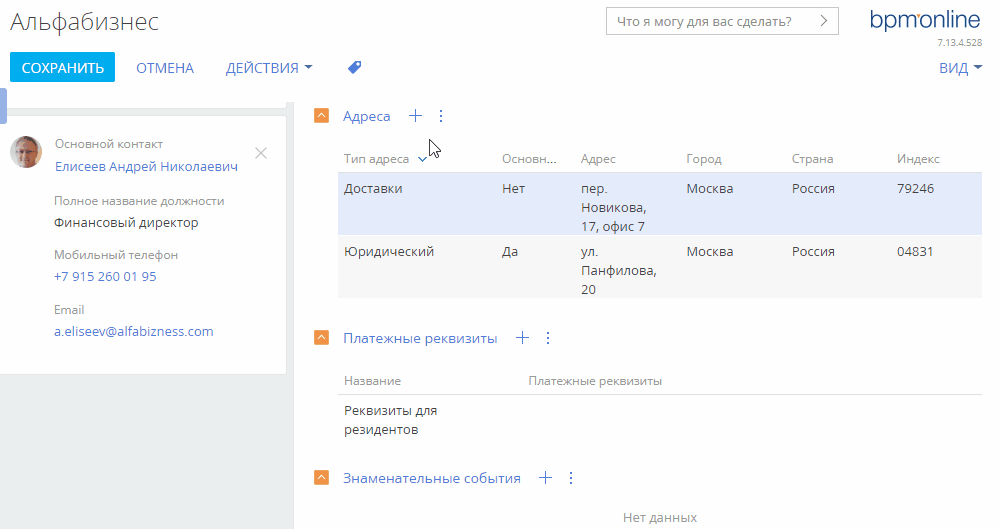 Альфабизнес
Что я могу для вас сделать?
bpmonline
7.13.4.528
СОХРАНИТЬ ОТМЕНА ДЕЙСТВИЯ
ВИД
Основной контакт
Елисеев Андрей Николаевич
Полное название должности
Финансовый директор
Мобильный телефон
+7 915 260 01 95
Email
a.eliseev@alfabizness.com
Адреса
Тип адреса Основн... Адрес Город Страна Индекс
Доставки Нет пер. Москва Россия 79246
Новикова,
17, офис 7
Юридический Да ул. Москва Россия 04831
Панфилова,
20
Платежные реквизиты
Название Платежные реквизиты
Реквизиты для
резидентов
Знаменательные события
Нет данных